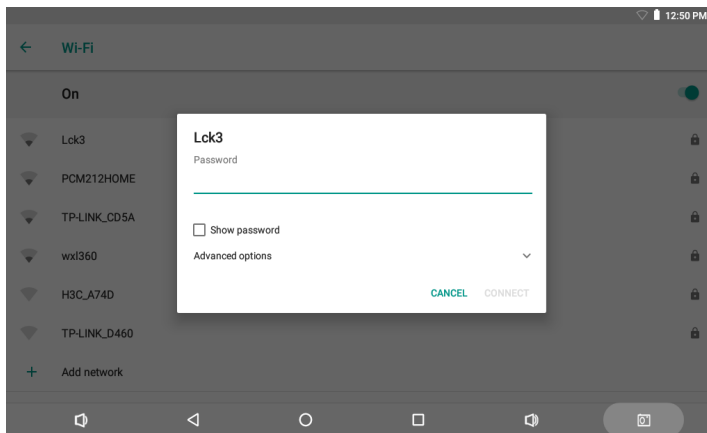 12:50 PM
Wi-Fi
On
Lck3
PCM212HOME
TP-LINK_CD5A
wxl360
H3C_A74D
TP-LINK_D460
Add network
Lck3
Password
Show password
Advanced options
CANCEL CONNECT